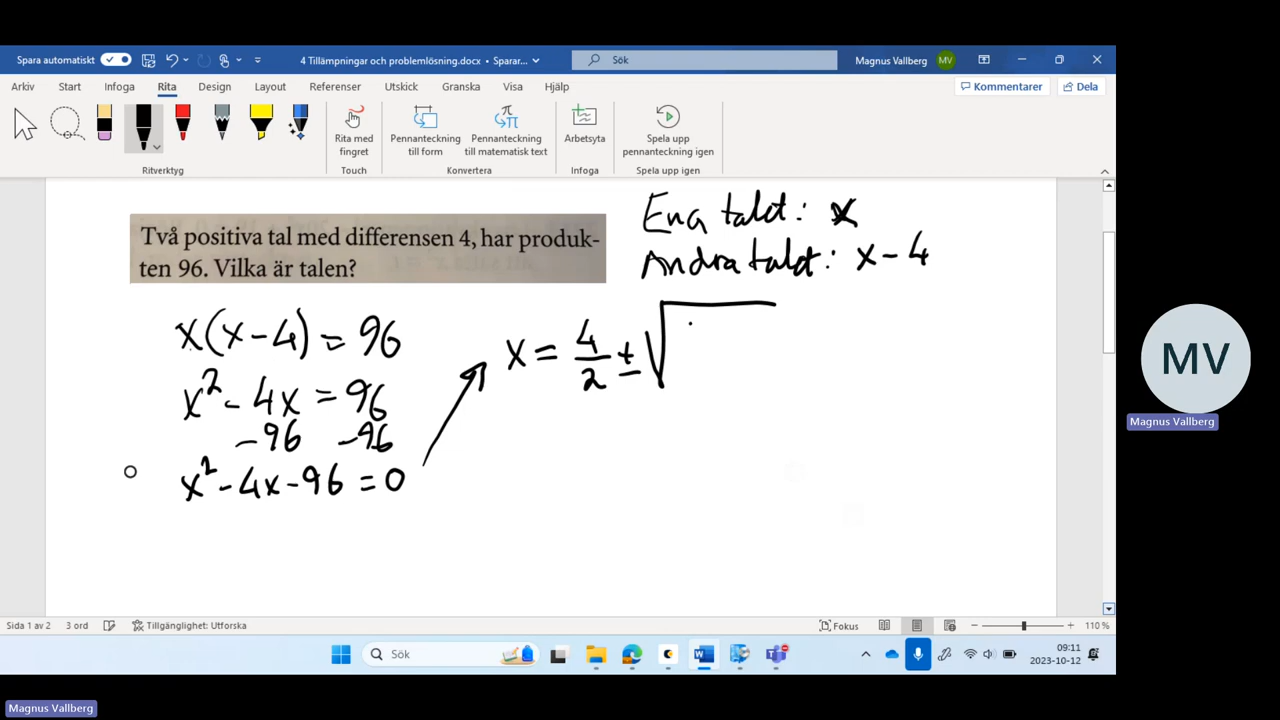 Spara automatiskt
4 Tillämpningar och problemlösning.docx • Sparar...
Sök
Magnus Vallberg MV
Arkiv Start Infoga Rita Design Layout Referenser Utskick Granska Visa Hjälp
Kommentarer Dela
Rita med fingret
Pennanteckning till form
Pennanteckning till matematisk text
Arbetsyta
Spela upp pennanteckning igen
Ritverktyg Touch Konvertera Infoga Spela upp igen
Två positiva tal med differensen 4, har produk-
ten 96. Vilka är talen?
Ena talet: x
Andra talet: x - 4
x(x - 4) = 96
x² - 4x = 96
-96 -96
x² - 4x - 96 = 0
x = 4/2 ± √
MV
Magnus Vallberg
Sida 1 av 2 3 ord Tillgänglighet: Utforska Fokus 110 %
Sök
09:11
2023-10-12
Magnus Vallberg